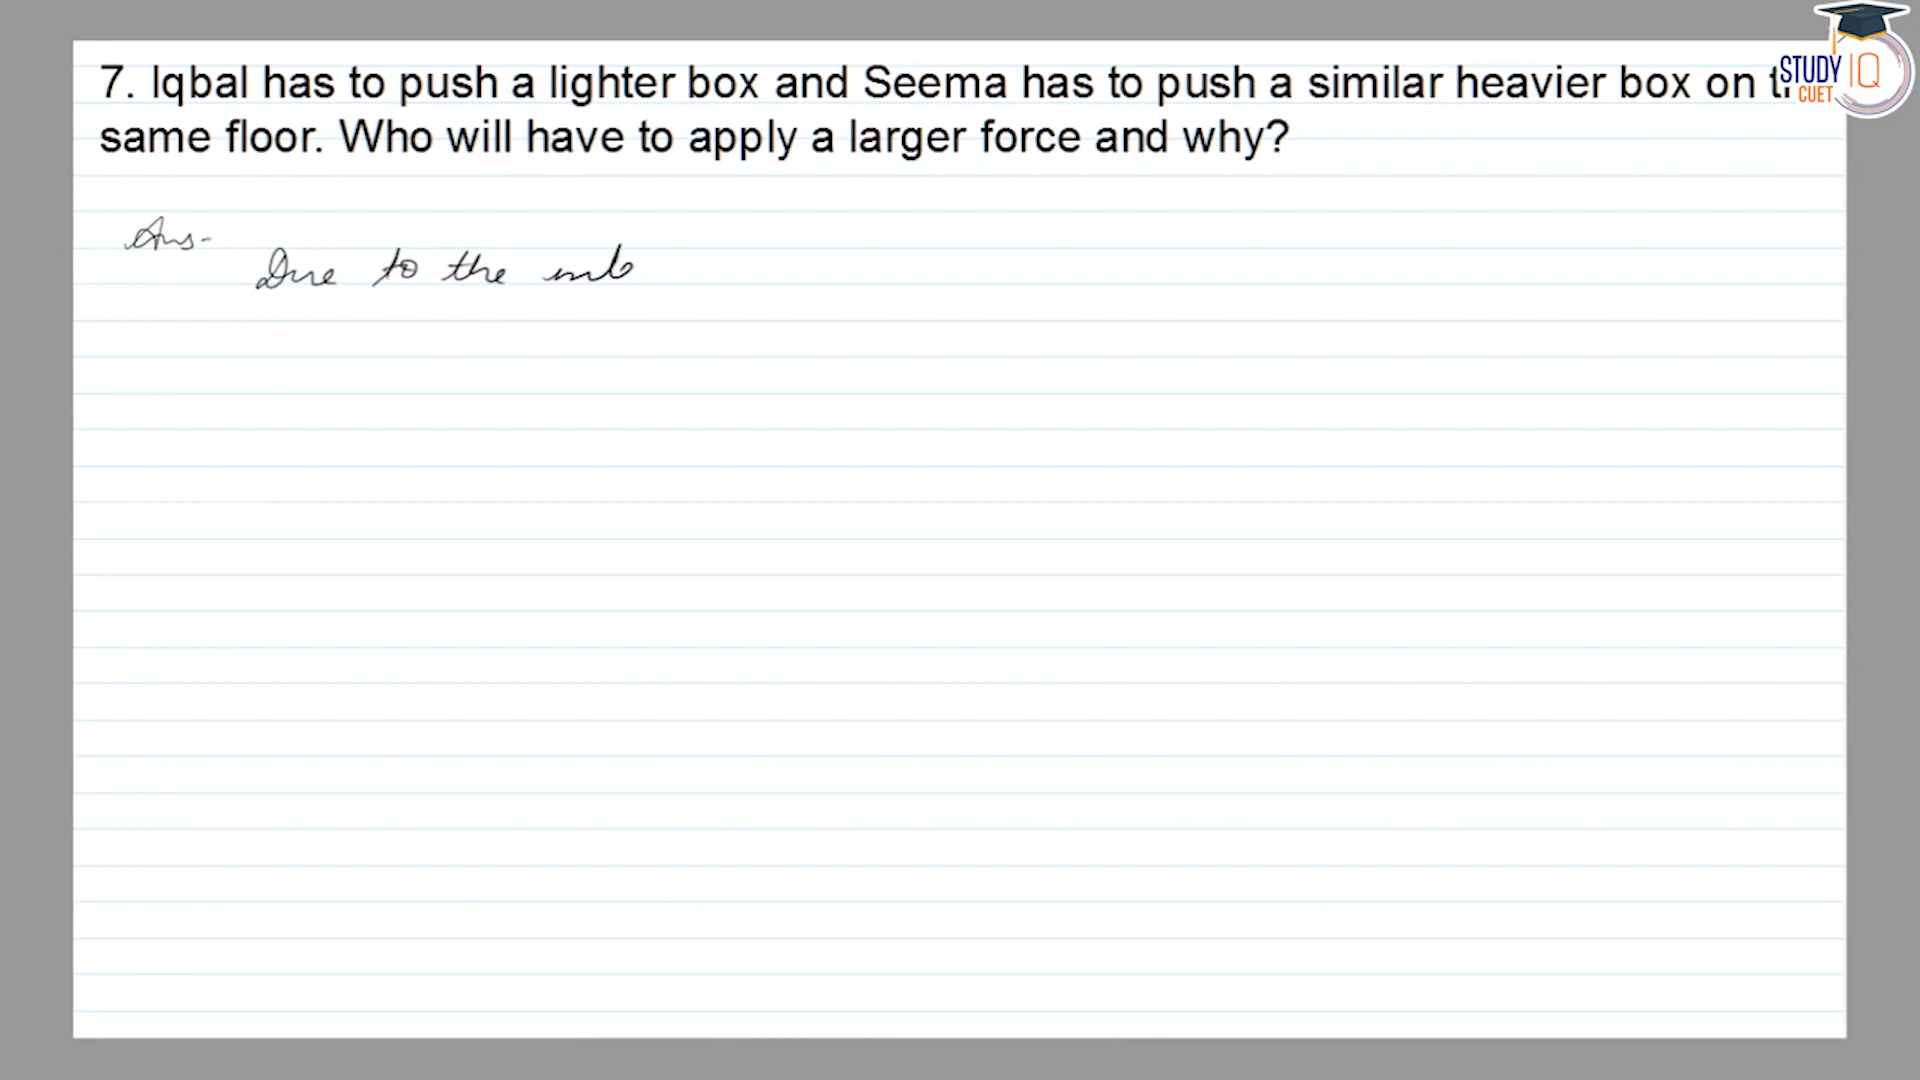 7. Iqbal has to push a lighter box and Seema has to push a similar heavier box on
same floor. Who will have to apply a larger force and why?
STUDY IQ
CUET
Ans-
Due to the